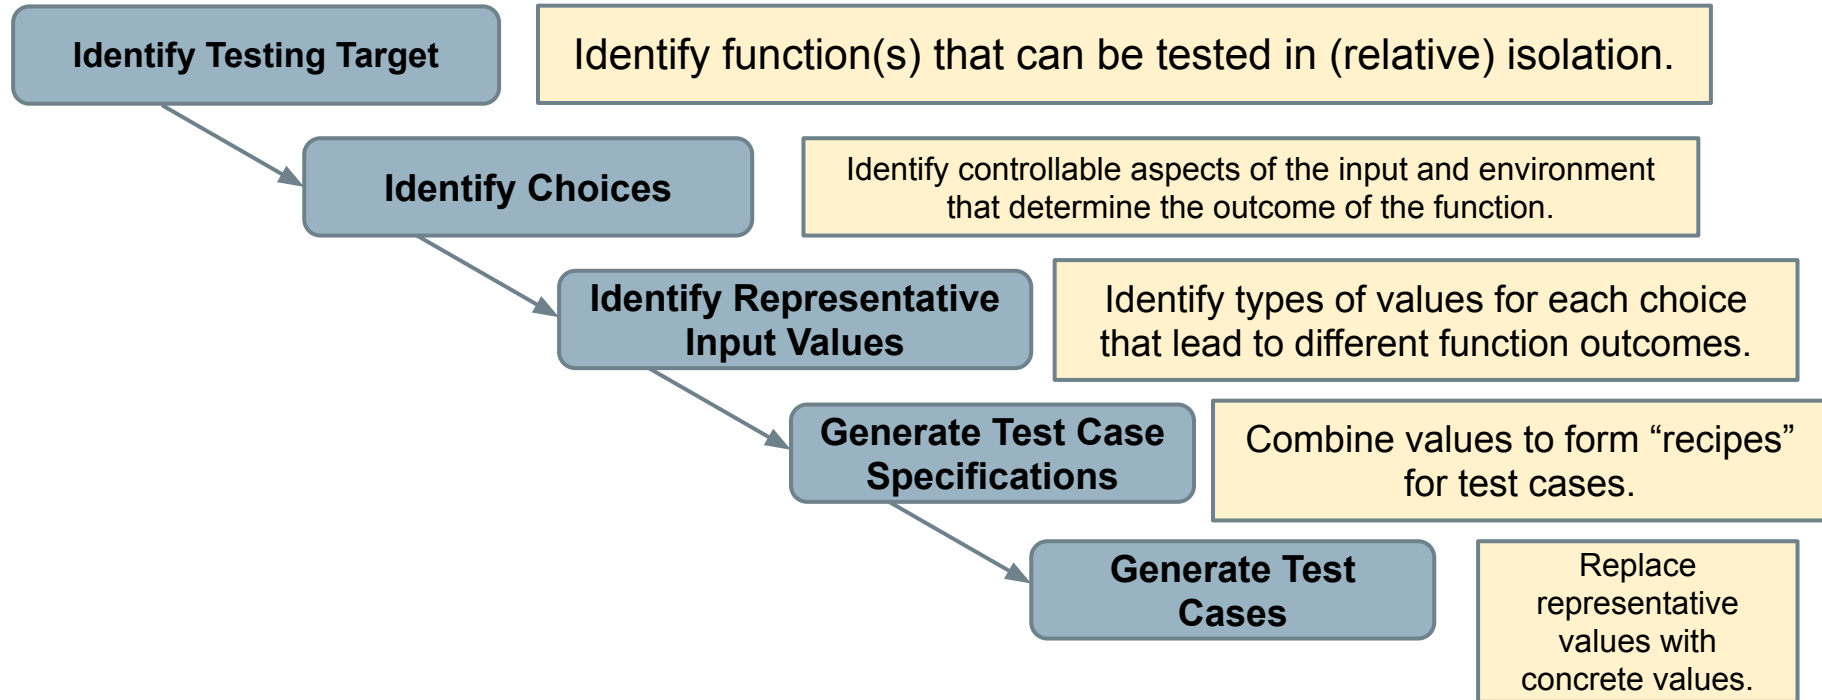 Identify Testing Target
Identify function(s) that can be tested in (relative) isolation.
Identify Choices
Identify controllable aspects of the input and environment
that determine the outcome of the function.
Identify Representative
Input Values
Identify types of values for each choice
that lead to different function outcomes.
Generate Test Case
Specifications
Combine values to form “recipes”
for test cases.
Generate Test
Cases
Replace
representative
values with
concrete values.